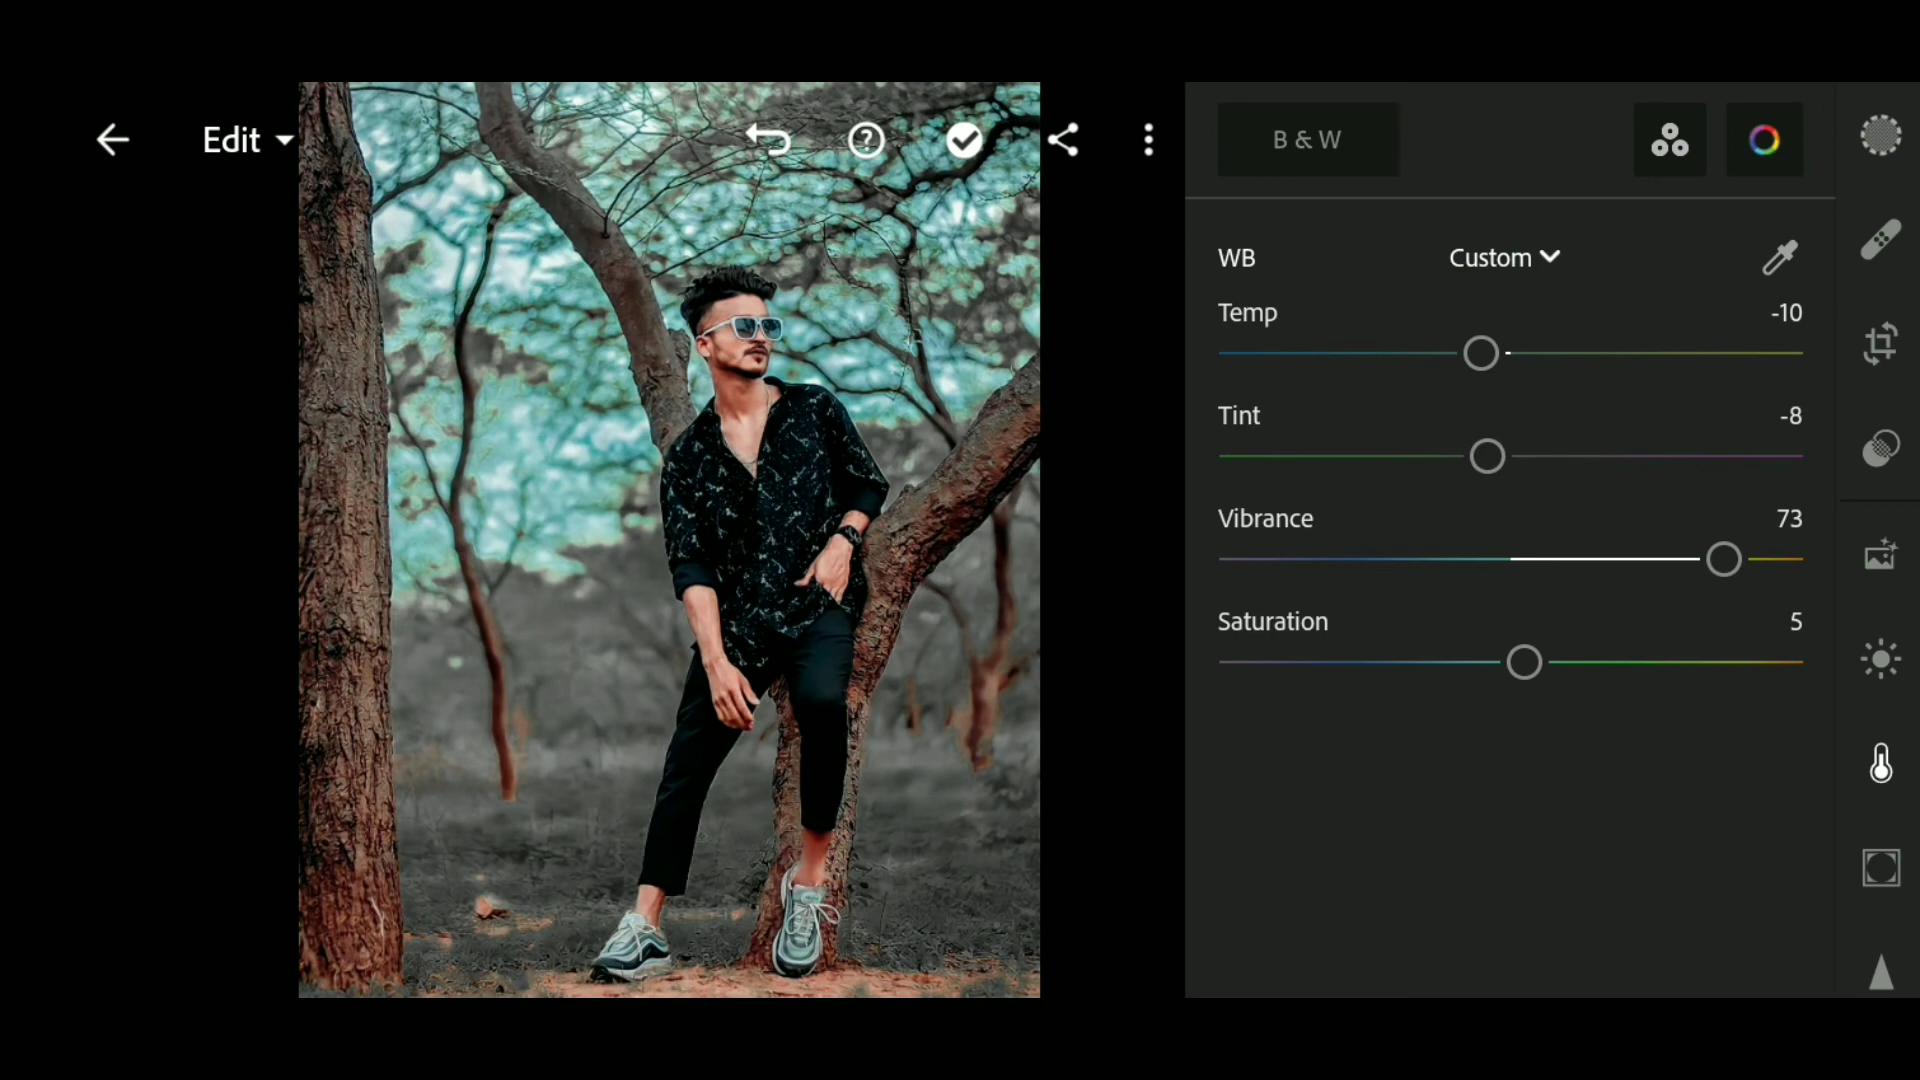 Edit
B & W
WB
Custom
Temp
-10
Tint
-8
Vibrance
73
Saturation
5